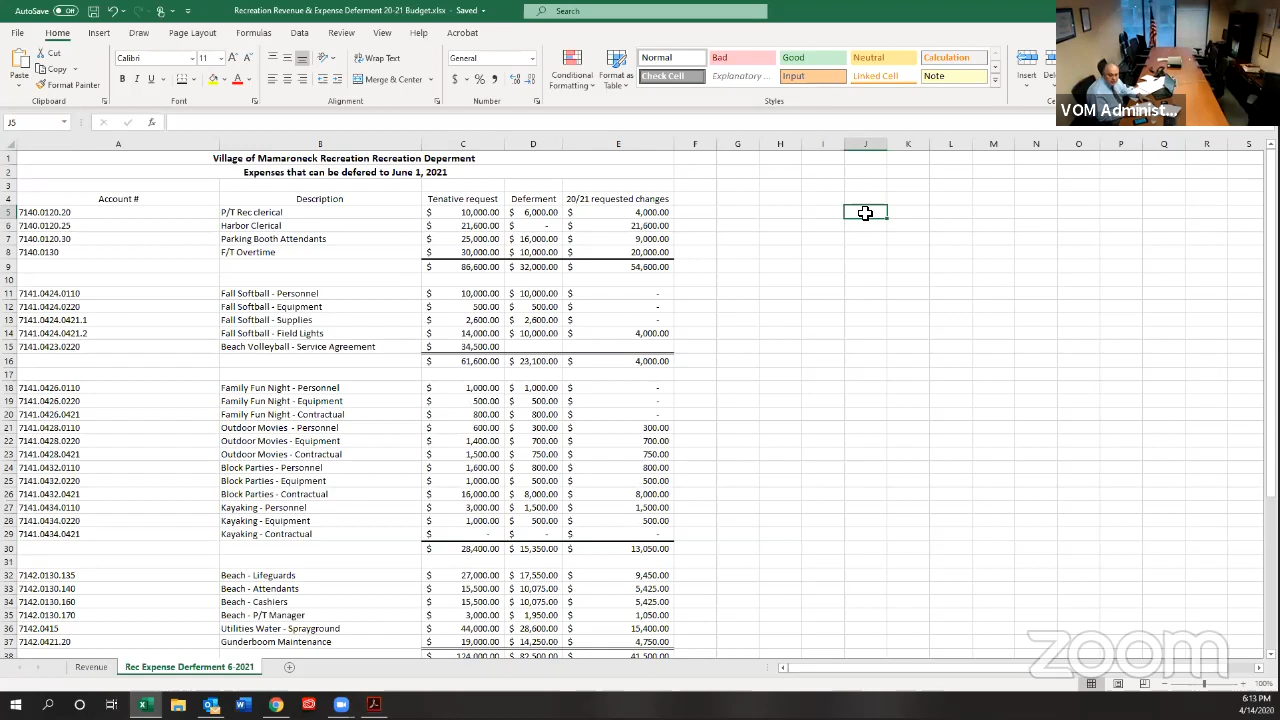 AutoSave Off Recreation Revenue & Expense Deferment 20-21 Budget.xlsx - Saved Search
File Home Insert Draw Page Layout Formulas Data Review View Help
Cut Copy Format Painter Paste Clipboard
Calibri 11 Font
Wrap Text Merge & Center Alignment
General Number
Conditional Formatting Format as Table
Normal Bad Good Neutral Calculation
Check Cell Explanatory ... Input Linked Cell Note
Styles Insert
VOM Administ...
J5 fx
A B C D E F G H I J K L M N O P Q R S
1 Village of Mamaroneck Recreation Recreation Deperment
2 Expenses that can be defered to June 1, 2021
3
4 Account # Description Tenative request Deferment 20/21 requested changes
5 7140.0120.20 P/T Rec clerical $ 10,000.00 $ 6,000.00 $ 4,000.00
6 7140.0120.25 Harbor Clerical $ 21,600.00 $ - $ 21,600.00
7 7140.0120.30 Parking Booth Attendants $ 25,000.00 $ 16,000.00 $ 9,000.00
8 7140.0130 F/T Overtime $ 30,000.00 $ 10,000.00 $ 20,000.00
9 $ 86,600.00 $ 32,000.00 $ 54,600.00
10
11 7141.0424.0110 Fall Softball - Personnel $ 10,000.00 $ 10,000.00 $ -
12 7141.0424.0220 Fall Softball - Equipment $ 500.00 $ 500.00 $ -
13 7141.0424.0421.1 Fall Softball - Supplies $ 2,600.00 $ 2,600.00 $ -
14 7141.0424.0421.2 Fall Softball - Field Lights $ 14,000.00 $ 10,000.00 $ 4,000.00
15 7141.0423.0220 Beach Volleyball - Service Agreement $ 34,500.00
16 $ 61,600.00 $ 23,100.00 $ 4,000.00
17
18 7141.0426.0110 Family Fun Night - Personnel $ 1,000.00 $ 1,000.00 $ -
19 7141.0426.0220 Family Fun Night - Equipment $ 500.00 $ 500.00 $ -
20 7141.0426.0421 Family Fun Night - Contractual $ 800.00 $ 800.00 $ -
21 7141.0428.0110 Outdoor Movies - Personnel $ 600.00 $ 300.00 $ 300.00
22 7141.0428.0220 Outdoor Movies - Equipment $ 1,400.00 $ 700.00 $ 700.00
23 7141.0428.0421 Outdoor Movies - Contractual $ 1,500.00 $ 750.00 $ 750.00
24 7141.0432.0110 Block Parties - Personnel $ 1,600.00 $ 800.00 $ 800.00
25 7141.0432.0220 Block Parties - Equipment $ 1,000.00 $ 500.00 $ 500.00
26 7141.0432.0421 Block Parties - Contractual $ 16,000.00 $ 8,000.00 $ 8,000.00
27 7141.0434.0110 Kayaking - Personnel $ 3,000.00 $ 1,500.00 $ 1,500.00
28 7141.0434.0220 Kayaking - Equipment $ 1,000.00 $ 500.00 $ 500.00
29 7141.0434.0421 Kayaking - Contractual $ - $ - $ -
30 $ 28,400.00 $ 15,350.00 $ 13,050.00
31
32 7142.0130.135 Beach - Lifeguards $ 27,000.00 $ 17,550.00 $ 9,450.00
33 7142.0130.140 Beach - Attendants $ 15,500.00 $ 10,075.00 $ 5,425.00
34 7142.0130.160 Beach - Cashiers $ 15,500.00 $ 10,075.00 $ 5,425.00
35 7142.0130.170 Beach - P/T Manager $ 3,000.00 $ 1,950.00 $ 1,050.00
36 7142.0415 Utilities Water - Sprayground $ 44,000.00 $ 28,600.00 $ 15,400.00
37 7142.0421.20 Gunderboom Maintenance $ 19,000.00 $ 14,250.00 $ 4,750.00
38 $ 124,000.00 $ 82,500.00 $ 41,500.00
Revenue Rec Expense Derferment 6-2021
zoom
100%
6:13 PM
4/14/2020